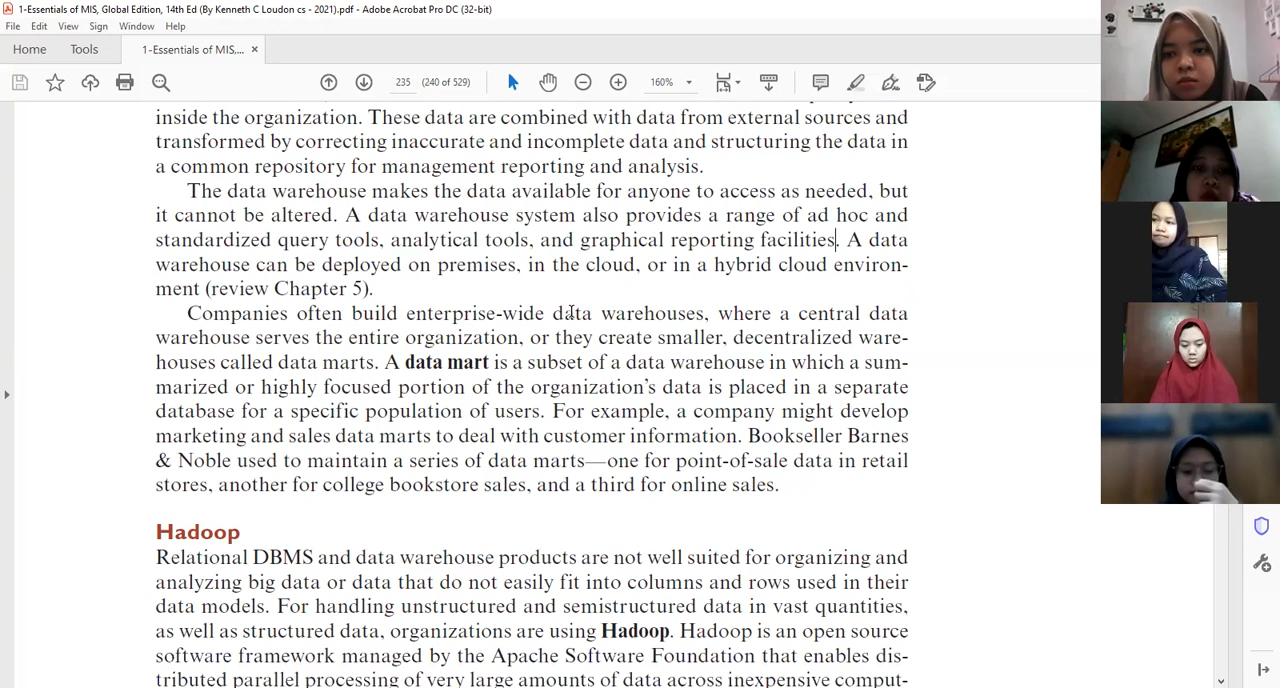 1-Essentials of MIS, Global Edition, 14th Ed (By Kenneth C Loudon cs - 2021).pdf - Adobe Acrobat Pro DC (32-bit)
File Edit View Sign Window Help
Home Tools 1-Essentials of MIS,... ×
235 (240 of 529) 160%
inside the organization. These data are combined with data from external sources and
transformed by correcting inaccurate and incomplete data and structuring the data in
a common repository for management reporting and analysis.
The data warehouse makes the data available for anyone to access as needed, but
it cannot be altered. A data warehouse system also provides a range of ad hoc and
standardized query tools, analytical tools, and graphical reporting facilities. A data
warehouse can be deployed on premises, in the cloud, or in a hybrid cloud environ-
ment (review Chapter 5).
Companies often build enterprise-wide data warehouses, where a central data
warehouse serves the entire organization, or they create smaller, decentralized ware-
houses called data marts. A data mart is a subset of a data warehouse in which a sum-
marized or highly focused portion of the organization's data is placed in a separate
database for a specific population of users. For example, a company might develop
marketing and sales data marts to deal with customer information. Bookseller Barnes
& Noble used to maintain a series of data marts—one for point-of-sale data in retail
stores, another for college bookstore sales, and a third for online sales.
Hadoop
Relational DBMS and data warehouse products are not well suited for organizing and
analyzing big data or data that do not easily fit into columns and rows used in their
data models. For handling unstructured and semistructured data in vast quantities,
as well as structured data, organizations are using Hadoop. Hadoop is an open source
software framework managed by the Apache Software Foundation that enables dis-
tributed parallel processing of very large amounts of data across inexpensive comput-